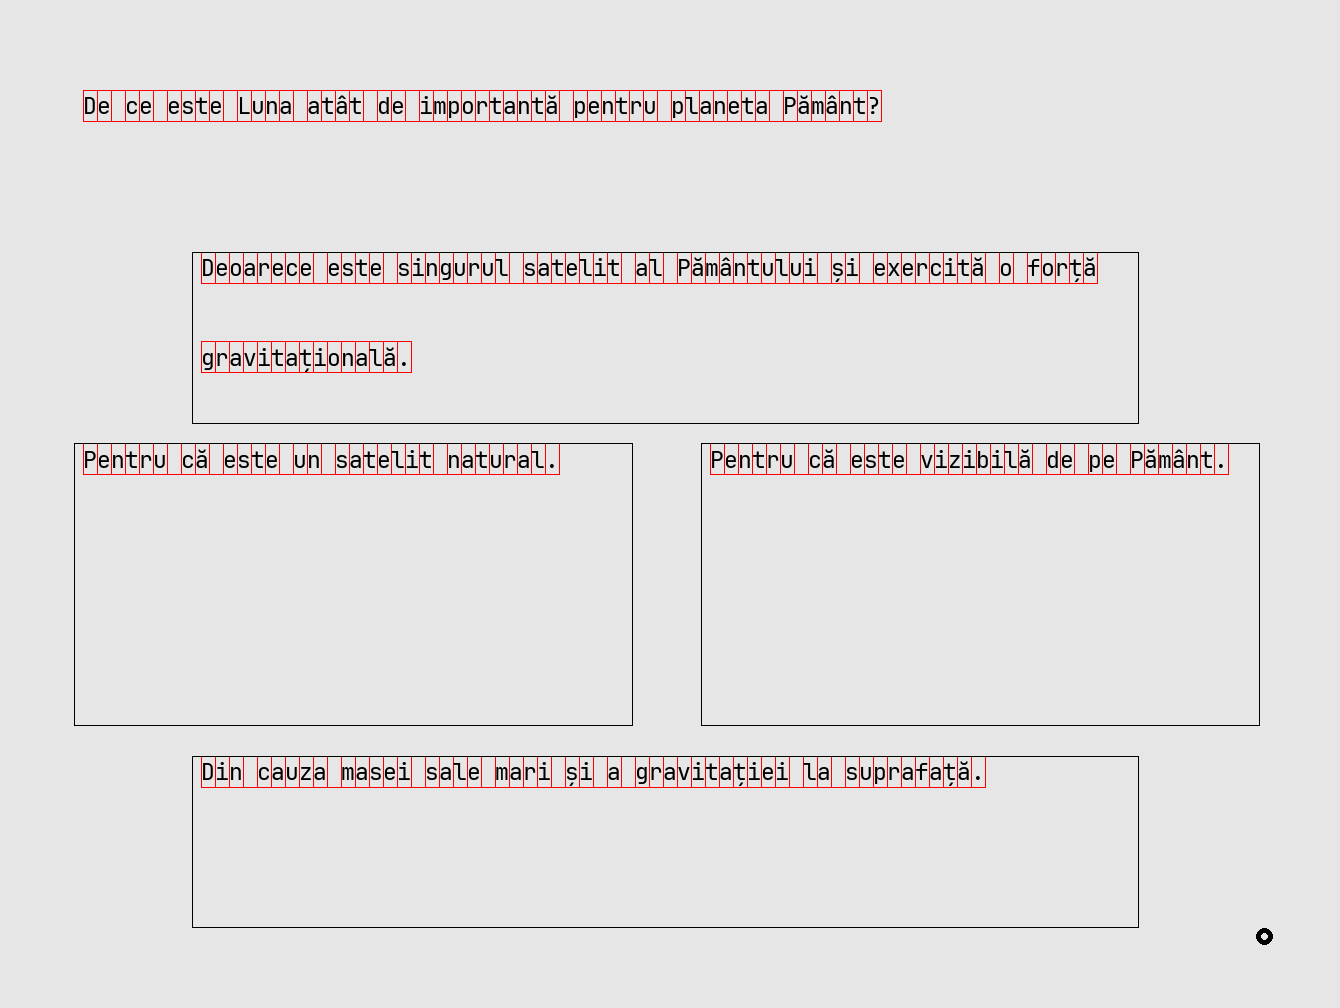 De ce este Luna atât de importantă pentru planeta Pământ?
Deoarece este singurul satelit al Pământului și exercită o forță
gravitațională.
Pentru că este un satelit natural.
Pentru că este vizibilă de pe Pământ.
Din cauza masei sale mari și a gravitației la suprafață.